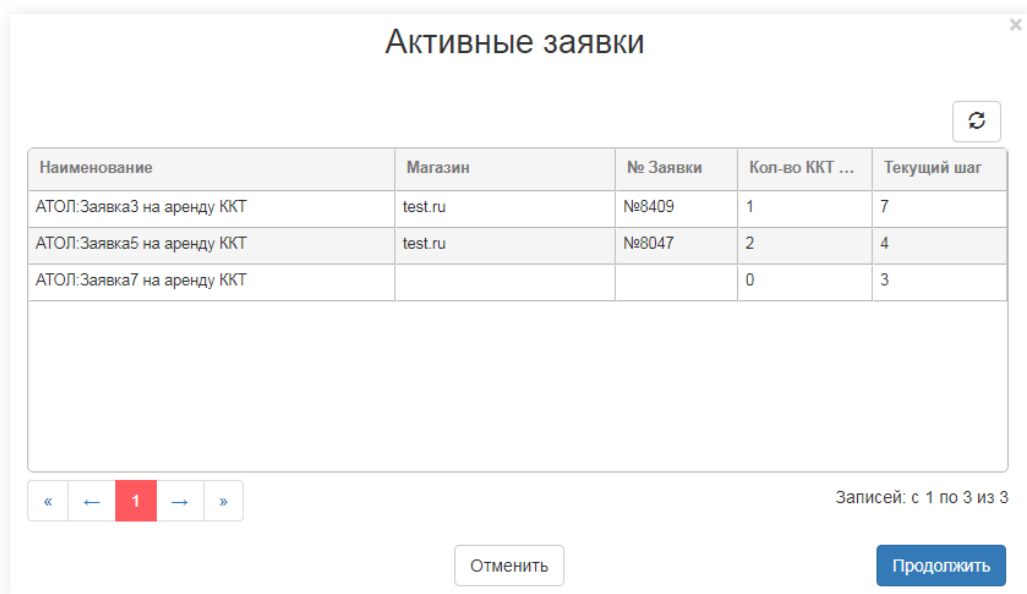 Активные заявки
×
Наименование Магазин № Заявки Кол-во ККТ ... Текущий шаг
АТОЛ:Заявка3 на аренду ККТ test.ru №8409 1 7
АТОЛ:Заявка5 на аренду ККТ test.ru №8047 2 4
АТОЛ:Заявка7 на аренду ККТ 0 3
« ← 1 → » Записей: с 1 по 3 из 3
Отменить Продолжить